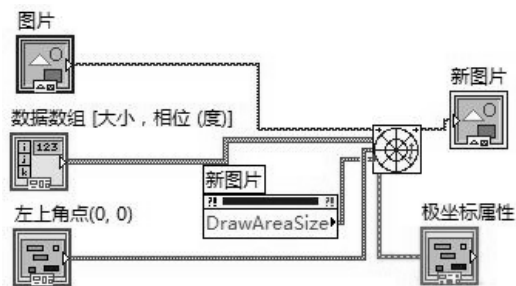 图片
新图片
数据数组 [大小，相位 (度)]
i 123
j
k
新图片
?! ?!
DrawAreaSize
左上角点(0, 0)
极坐标属性